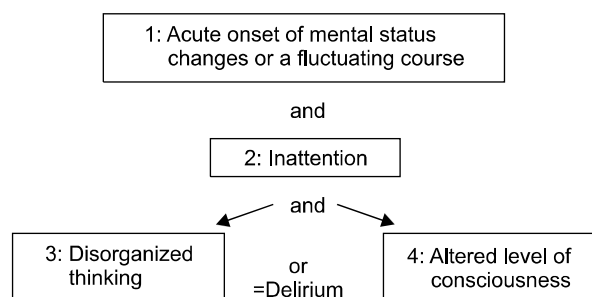 1: Acute onset of mental status
changes or a fluctuating course
and
2: Inattention
and
3: Disorganized
thinking
or
=Delirium
4: Altered level of
consciousness